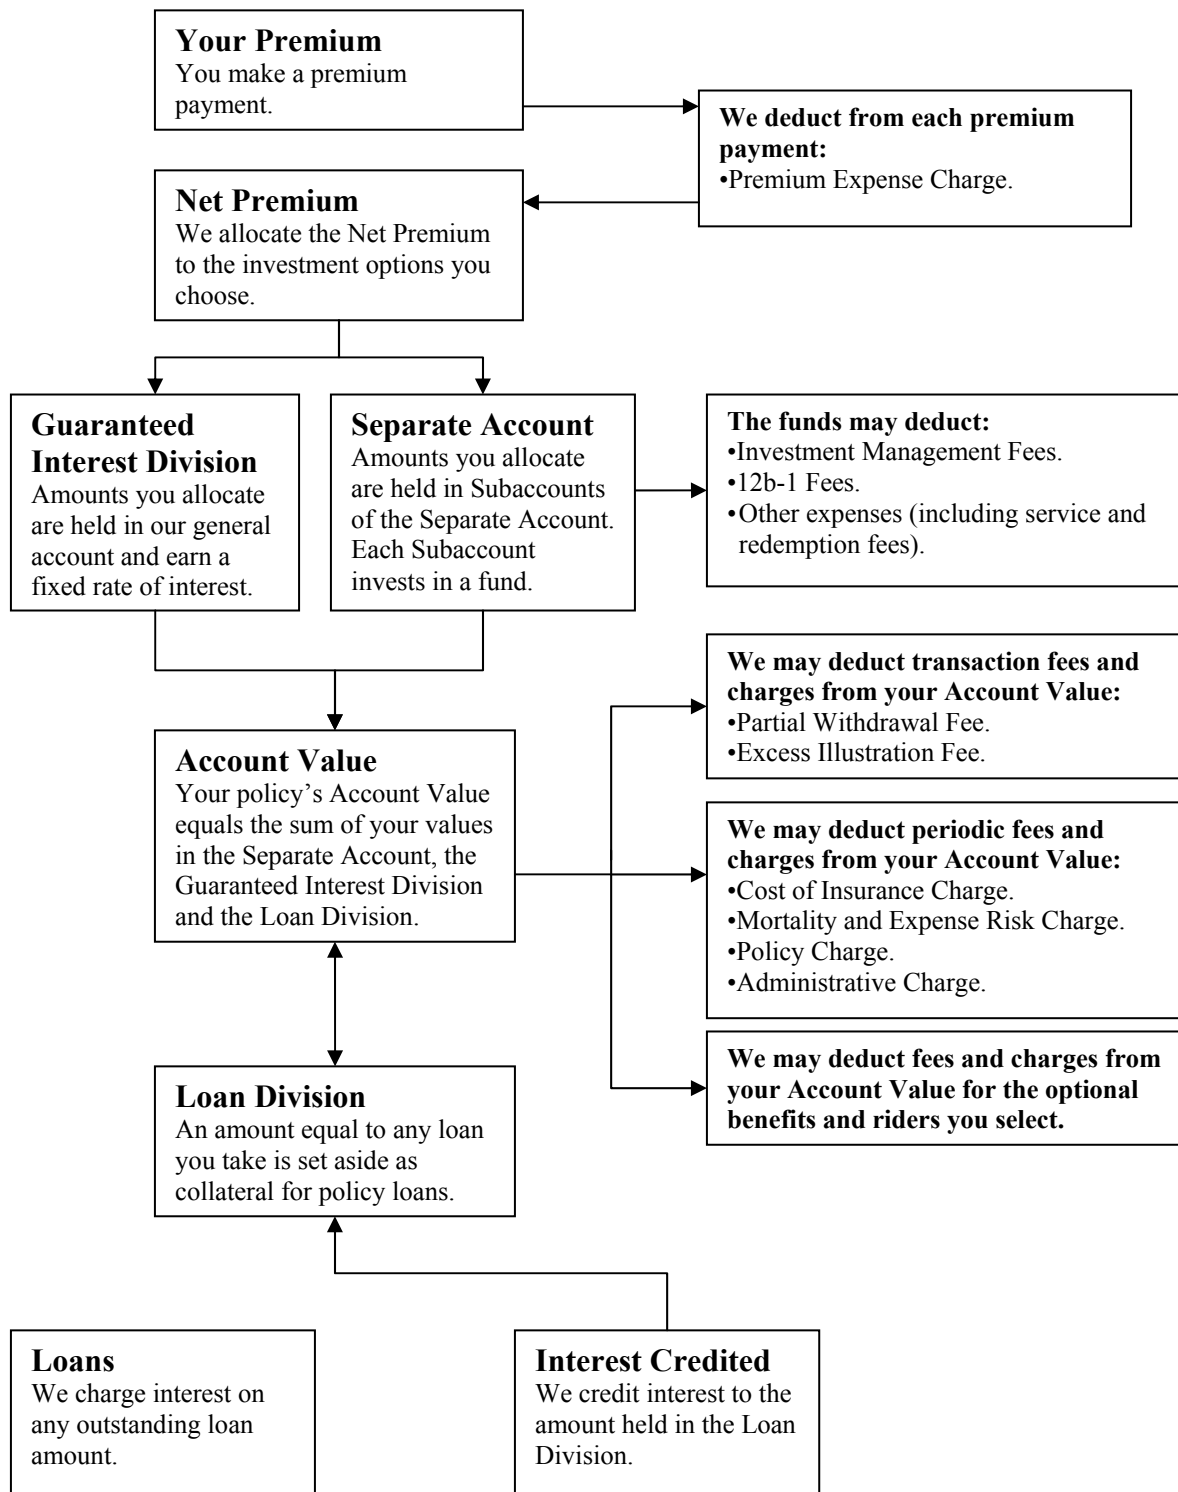 Your Premium
You make a premium
payment.
We deduct from each premium
payment:
•Premium Expense Charge.
Net Premium
We allocate the Net Premium
to the investment options you
choose.
Guaranteed
Interest Division
Amounts you allocate
are held in our general
account and earn a
fixed rate of interest.
Separate Account
Amounts you allocate
are held in Subaccounts
of the Separate Account.
Each Subaccount
invests in a fund.
The funds may deduct:
•Investment Management Fees.
•12b-1 Fees.
•Other expenses (including service and
redemption fees).
We may deduct transaction fees and
charges from your Account Value:
•Partial Withdrawal Fee.
•Excess Illustration Fee.
Account Value
Your policy’s Account Value
equals the sum of your values
in the Separate Account, the
Guaranteed Interest Division
and the Loan Division.
We may deduct periodic fees and
charges from your Account Value:
•Cost of Insurance Charge.
•Mortality and Expense Risk Charge.
•Policy Charge.
•Administrative Charge.
We may deduct fees and charges from
your Account Value for the optional
benefits and riders you select.
Loan Division
An amount equal to any loan
you take is set aside as
collateral for policy loans.
Loans
We charge interest on
any outstanding loan
amount.
Interest Credited
We credit interest to the
amount held in the Loan
Division.